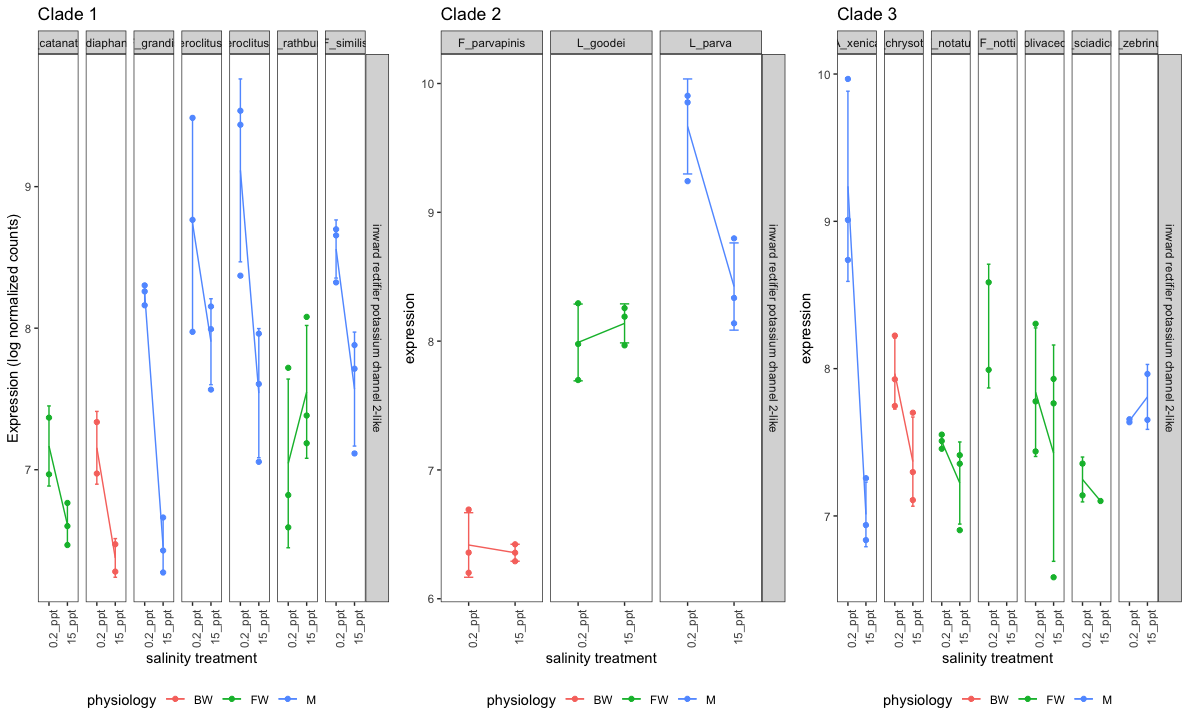 Clade 1
Clade 2
Clade 3
catanat
diaphan
_grandi
eroclitus
eroclitus
_rathbu
F_similis
F_parvapinis
L_goodei
L_parva
_xenica
chrysot
_notatu
F_notti
olivaced
_sciadicu
_zebrinu
Expression (log normalized counts)
9
8
7
inward rectifier potassium channel 2-like
expression
10
9
8
7
6
inward rectifier potassium channel 2-like
expression
10
9
8
7
inward rectifier potassium channel 2-like
0.2_ppt
15_ppt
0.2_ppt
15_ppt
0.2_ppt
15_ppt
0.2_ppt
15_ppt
0.2_ppt
15_ppt
0.2_ppt
15_ppt
0.2_ppt
15_ppt
0.2_ppt
15_ppt
0.2_ppt
15_ppt
0.2_ppt
15_ppt
0.2_ppt
15_ppt
0.2_ppt
15_ppt
0.2_ppt
15_ppt
0.2_ppt
15_ppt
0.2_ppt
15_ppt
0.2_ppt
15_ppt
0.2_ppt
15_ppt
salinity treatment
salinity treatment
salinity treatment
physiology BW FW M
physiology BW FW M
physiology BW FW M